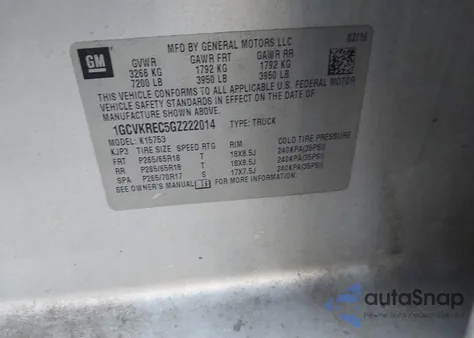 GM
MFD BY GENERAL MOTORS LLC 02/16
GVWR GAWR FRT GAWR RR
3266 KG 1792 KG 1792 KG
7200 LB 3950 LB 3950 LB
THIS VEHICLE CONFORMS TO ALL APPLICABLE U.S. FEDERAL MOTOR
VEHICLE SAFETY STANDARDS IN EFFECT ON THE DATE OF
MANUFACTURE SHOWN ABOVE.
1GCVKREC5GZ222014 TYPE: TRUCK
MODEL: K15753
KJP3 TIRE SIZE SPEED RTG RIM COLD TIRE PRESSURE
FRT P265/65R18 T 18X8.5J 240KPA(35PSI)
RR P265/65R18 T 18X8.5J 240KPA(35PSI)
SPA P265/70R17 S 17X7.5J 240KPA(35PSI)
SEE OWNER'S MANUAL
autoSnap